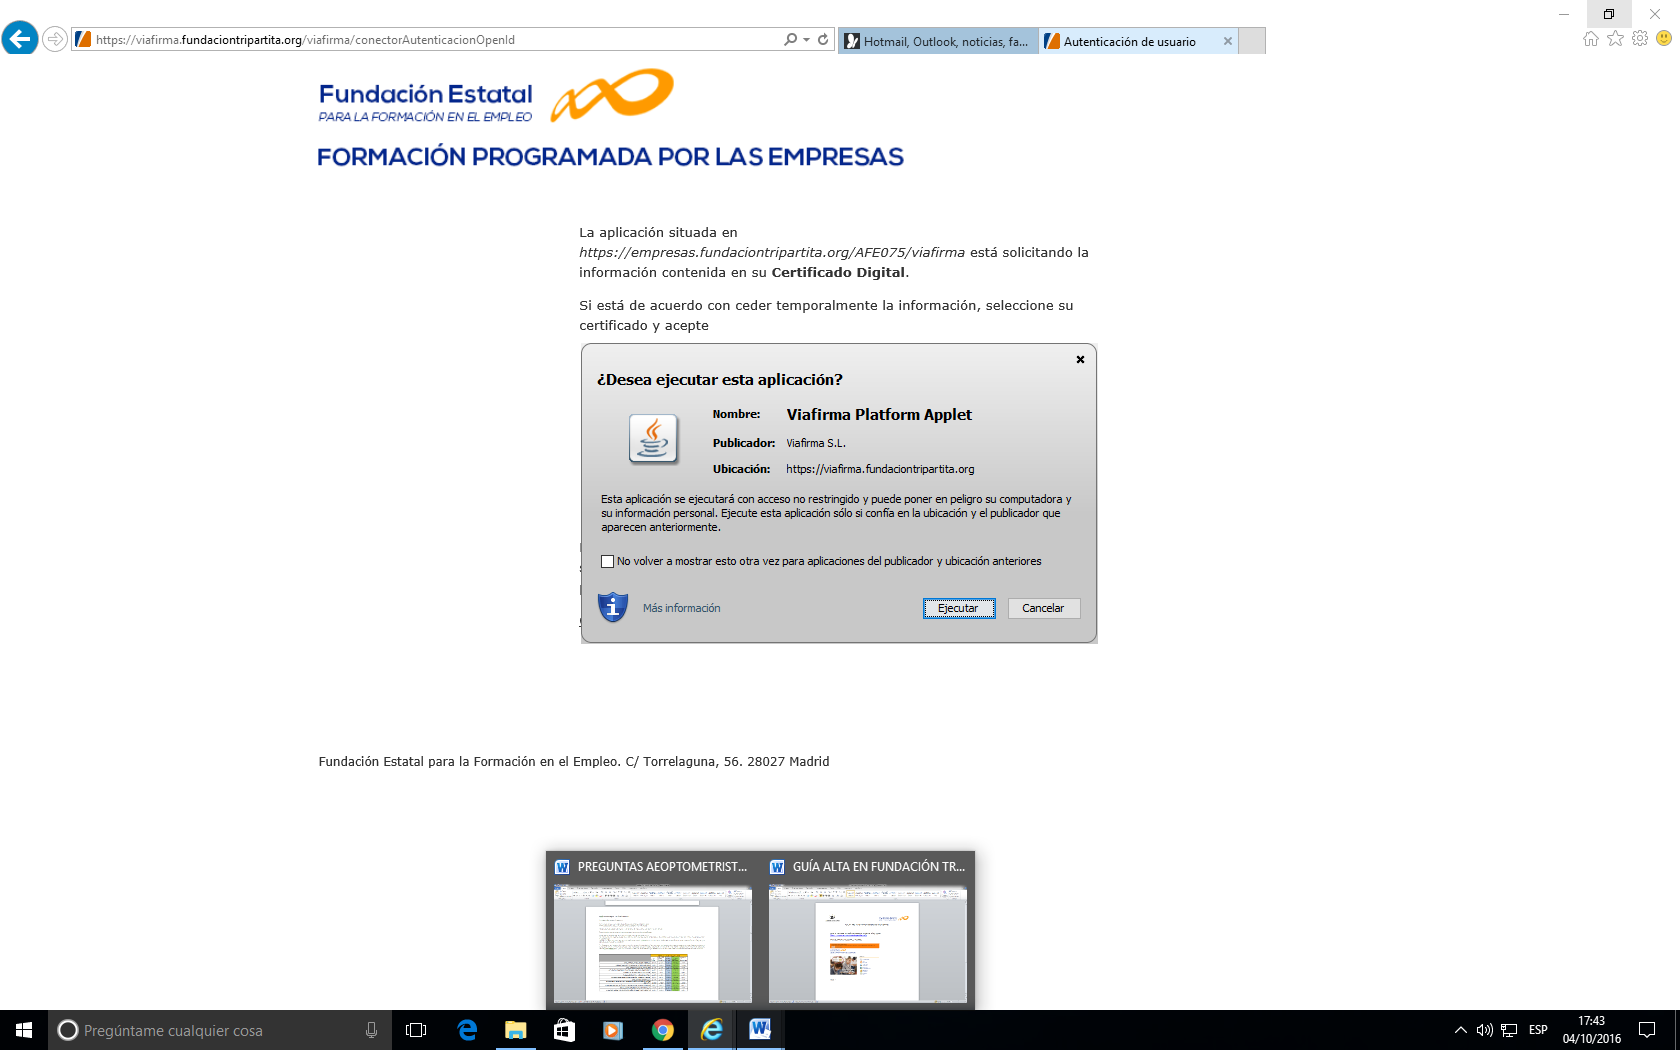 https://viafirma.fundaciontripartita.org/viafirma/conectorAutenticacionOpenId
Hotmail, Outlook, noticias, fa...
Autenticación de usuario
Fundación Estatal
PARA LA FORMACIÓN EN EL EMPLEO
FORMACIÓN PROGRAMADA POR LAS EMPRESAS
La aplicación situada en
https://empresas.fundaciontripartita.org/AFE075/viafirma está solicitando la
información contenida en su Certificado Digital.
Si está de acuerdo con ceder temporalmente la información, seleccione su
certificado y acepte
¿Desea ejecutar esta aplicación?
Nombre: Viafirma Platform Applet
Publicador: Viafirma S.L.
Ubicación: https://viafirma.fundaciontripartita.org
Esta aplicación se ejecutará con acceso no restringido y puede poner en peligro su computadora y
su información personal. Ejecute esta aplicación sólo si confía en la ubicación y el publicador que
aparecen anteriormente.
No volver a mostrar esto otra vez para aplicaciones del publicador y ubicación anteriores
Más información
Ejecutar
Cancelar
Fundación Estatal para la Formación en el Empleo. C/ Torrelaguna, 56. 28027 Madrid
PREGUNTAS AEOPTOMETRIST...
GUÍA ALTA EN FUNDACIÓN TR...
Pregúntame cualquier cosa
ESP
17:43
04/10/2016